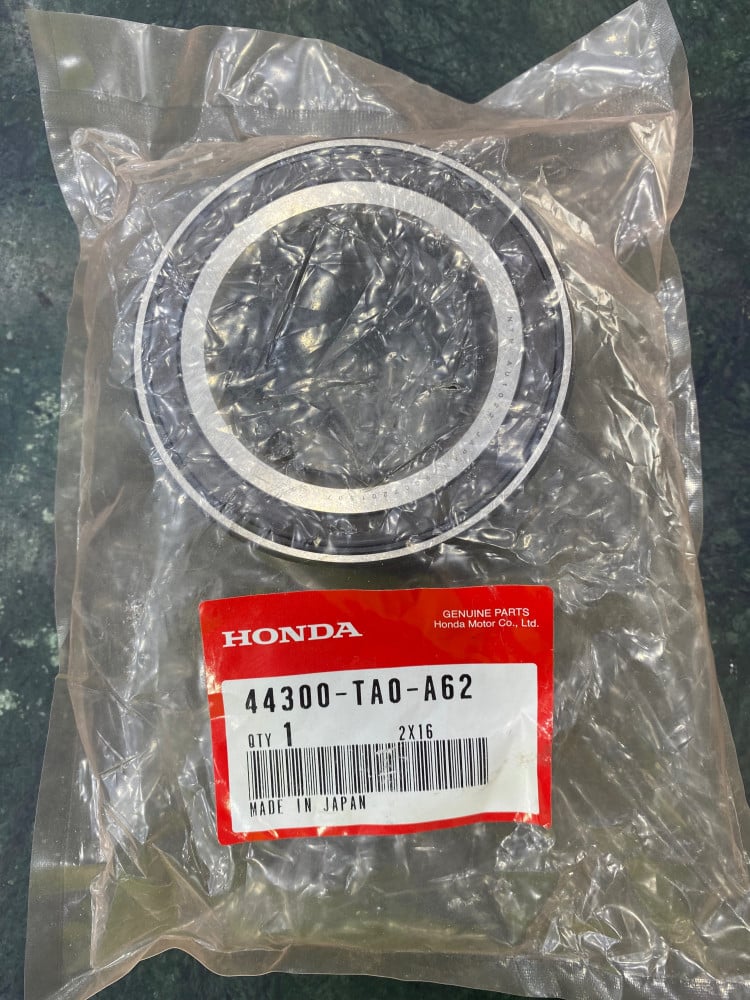 HONDA
GENUINE PARTS
Honda Motor Co., Ltd.
44300-TA0-A62
QTY 1 2X16
MADE IN JAPAN